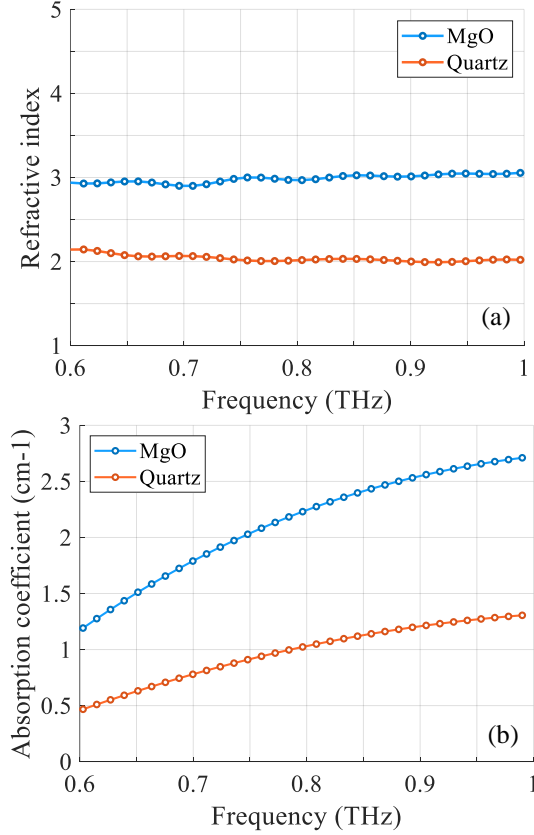 5
4
3
2
1
Refractive index
MgO
Quartz
(a)
0.6
0.7
0.8
0.9
1
Frequency (THz)
3
2.5
2
1.5
1
0.5
0
Absorption coefficient (cm-1)
MgO
Quartz
(b)
0.6
0.7
0.8
0.9
1
Frequency (THz)